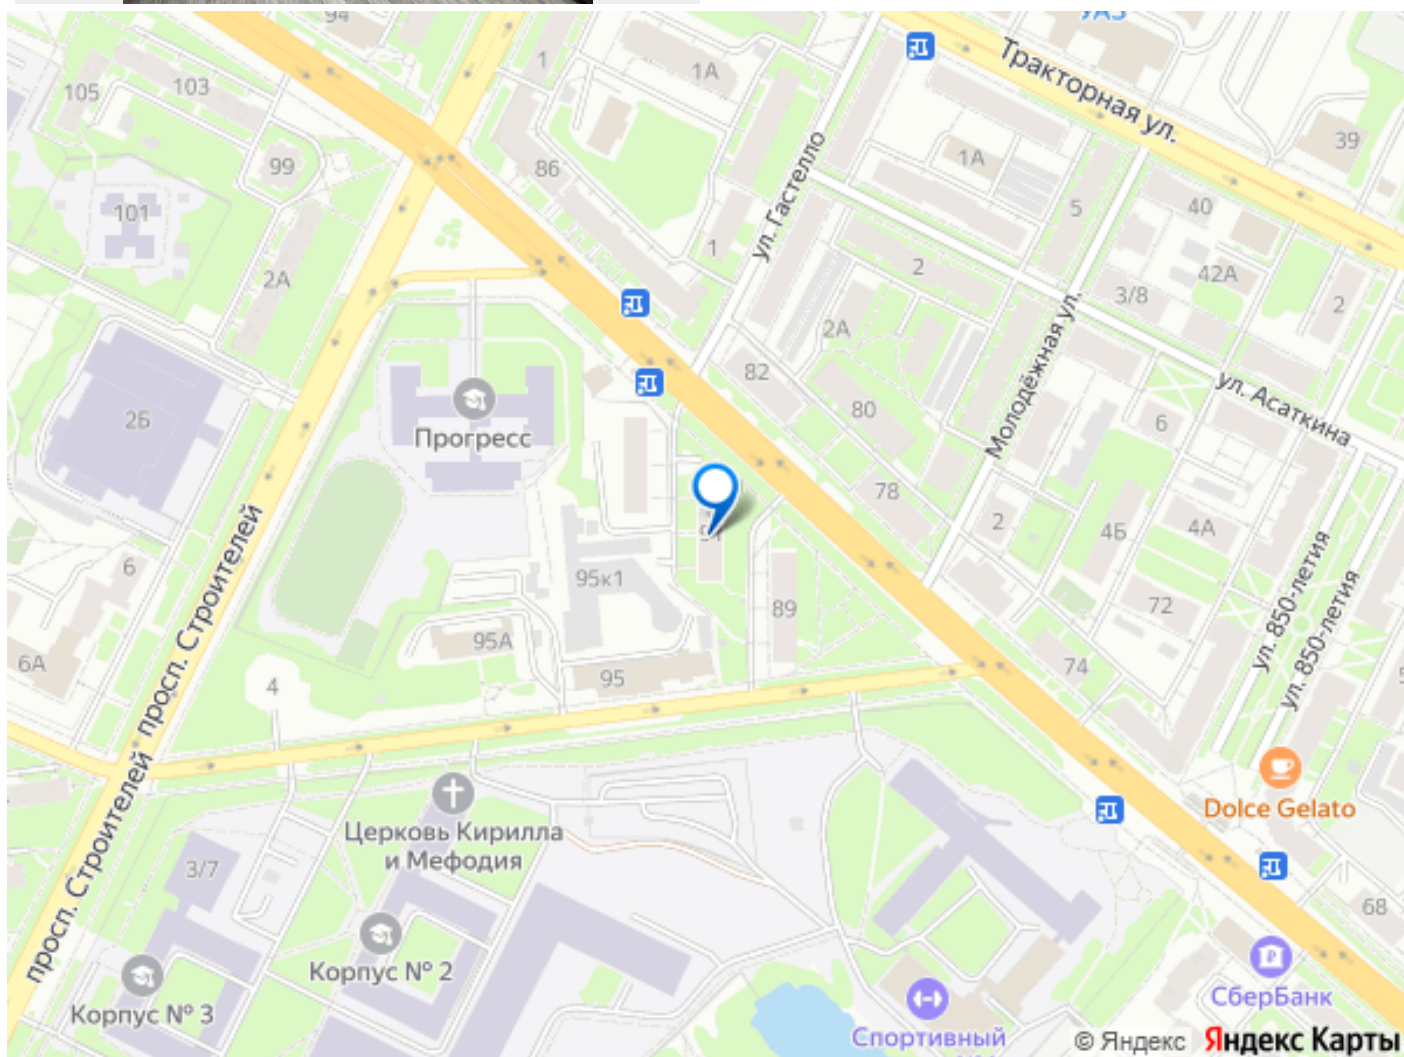 94
УАЗ
1
1А
Тракторная ул.
105
103
39
86
1А
99
ул. Гастелло
101
5
40
1
2А
2
42А
3/8
2
2А
82
Молодёжная ул.
80
ул. Асаткина
2Б
Прогресс
6
78
2
4Б
4А
просп. Строителей
6
95к1
ул. 850-летия
ул. 850-летия
89
72
95А
6А
95
74
4
просп. Строителей
Dolce Gelato
Церковь Кирилла
и Мефодия
3/7
68
Корпус № 2
СберБанк
Корпус № 3
Спортивный
© Яндекс Яндекс Карты